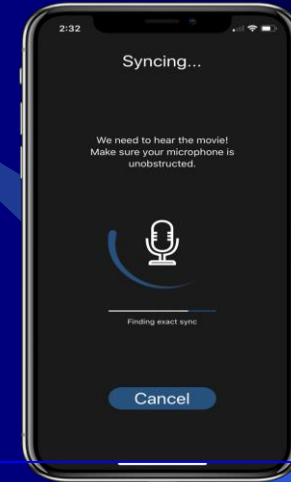 2:32
Syncing...
We need to hear the movie!
Make sure your microphone is
unobstructed.
Finding exact sync
Cancel